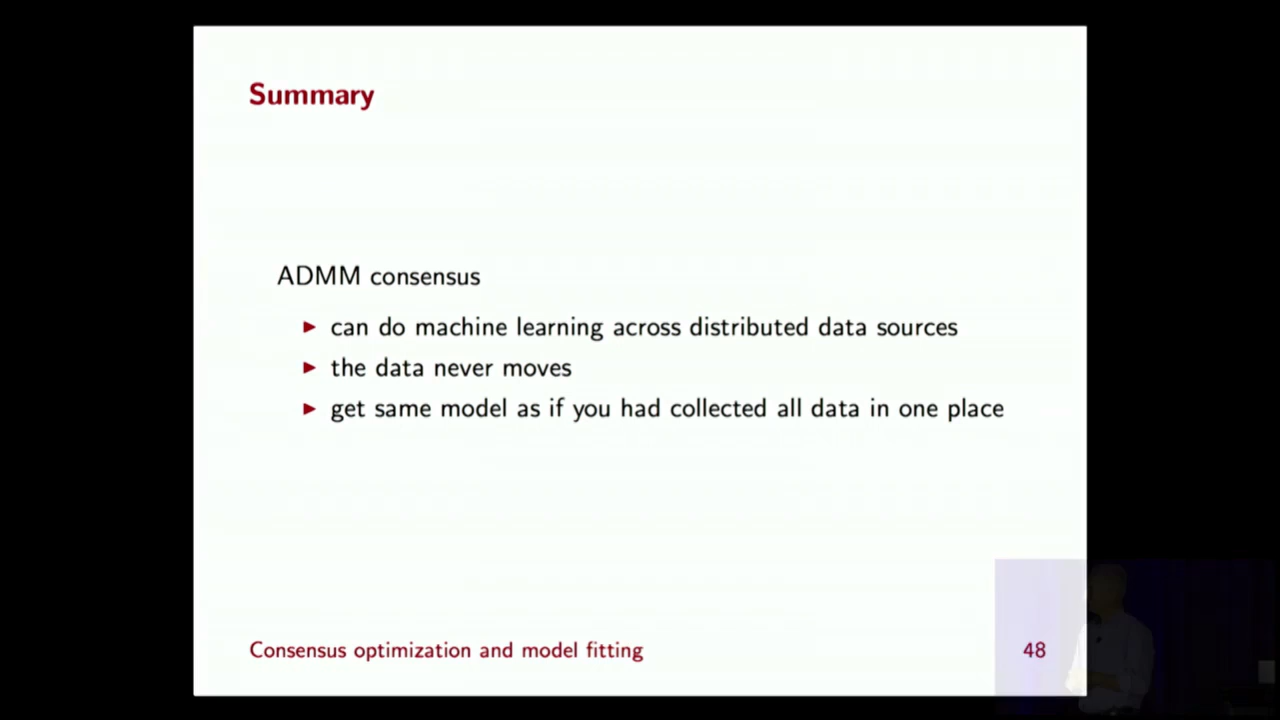 Summary
ADMM consensus
▶ can do machine learning across distributed data sources
▶ the data never moves
▶ get same model as if you had collected all data in one place
Consensus optimization and model fitting
48